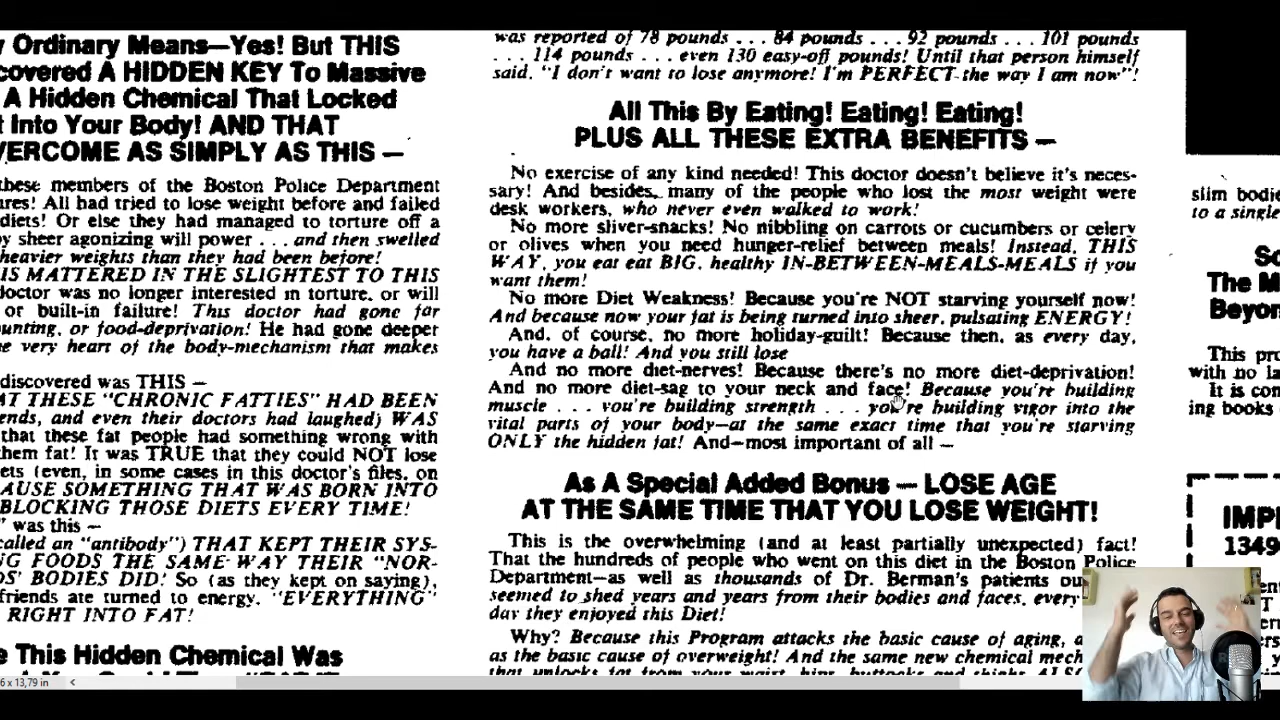 y Ordinary Means—Yes! But THIS
covered A HIDDEN KEY To Massive
A Hidden Chemical That Locked
t Into Your Body! AND THAT
VERCOME AS SIMPLY AS THIS —
these members of the Boston Police Department
ures! All had tried to lose weight before and failed
diets! Or else they had managed to torture off a
by sheer agonizing will power . . . and then swelled
heavier weights than they had been before!
IS MATTERED IN THE SLIGHTEST TO THIS
doctor was no longer interested in torture, or will
or built-in failure! This doctor had gone far
unting, or food-deprivation! He had gone deeper
e very heart of the body-mechanism that makes
discovered was THIS —
AT THESE "CHRONIC FATTIES" HAD BEEN
ends, and even their doctors had laughed) WAS
that these fat people had something wrong with
them fat! It was TRUE that they could NOT lose
ets (even, in some cases in this doctor's files, on
AUSE SOMETHING THAT WAS BORN INTO
BLOCKING THOSE DIETS EVERY TIME!
" was this —
called an "antibody") THAT KEPT THEIR SYS-
NG FOODS THE SAME WAY THEIR "NOR-
DS' BODIES DID! So (as they kept on saying),
friends ate turned to energy. "EVERYTHING"
RIGHT INTO FAT!
e This Hidden Chemical Was
was reported of 78 pounds . . . 84 pounds . . . 92 pounds . . . 101 pounds
. . . 114 pounds . . . even 130 easy-off pounds! Until that person himself
said, "I don't want to lose anymore! I'm PERFECT the way I am now"!
All This By Eating! Eating! Eating!
PLUS ALL THESE EXTRA BENEFITS —
No exercise of any kind needed! This doctor doesn't believe it's neces-
sary! And besides, many of the people who lost the most weight were
desk workers, who never even walked to work!
No more sliver-snacks! No nibbling on carrots or cucumbers or celery
or olives when you need hunger-relief between meals! Instead, THIS
WAY, you eat eat BIG, healthy IN-BETWEEN-MEALS-MEALS if you
want them!
No more Diet Weakness! Because you're NOT starving yourself now!
And because now your fat is being turned into sheer, pulsating ENERGY!
And, of course, no more holiday-guilt! Because then, as every day,
you have a ball! And you still lose
And no more diet-nerves! Because there's no more diet-deprivation!
And no more diet-sag to your neck and face! Because you're building
muscle . . . you're building strength . . . you're building vigor into the
vital parts of your body—at the same exact time that you're starving
ONLY the hidden fat! And—most important of all —
As A Special Added Bonus — LOSE AGE
AT THE SAME TIME THAT YOU LOSE WEIGHT!
This is the overwhelming (and at least partially unexpected) fact!
That the hundreds of people who went on this diet in the Boston Police
Department—as well as thousands of Dr. Berman's patients ou
seemed to shed years and years from their bodies and faces, every
day they enjoyed this Diet!
Why? Because this Program attacks the basic cause of aging, a
as the basic cause of overweight! And the same new chemical mech
that unlocks fat from your waist, hips, buttocks and thighs ALSO
slim bodie
to a single
So
The M
Beyon
This pro
with no la
It is con
ing books
IMP
1349
6 x 13,79 in